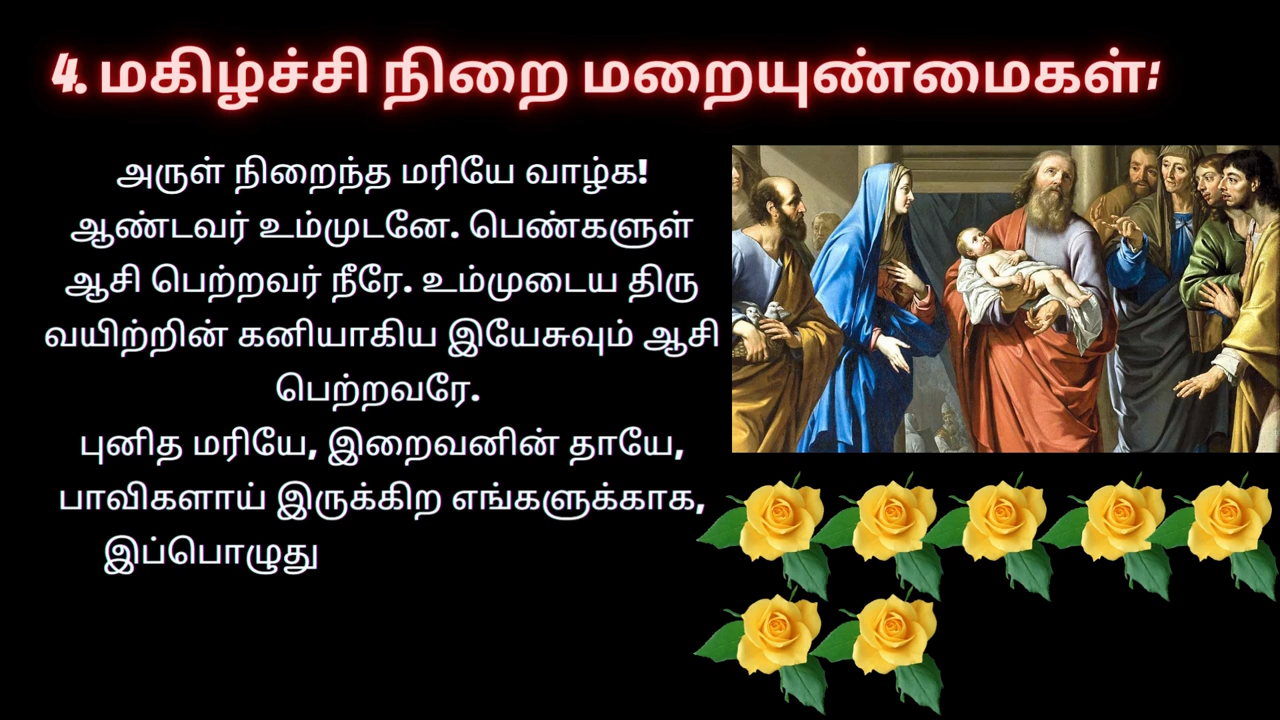 4. மகிழ்ச்சி நிறை மறையுண்மைகள்!
அருள் நிறைந்த மரியே வாழ்க!
ஆண்டவர் உம்முடனே. பெண்களுள்
ஆசி பெற்றவர் நீரே. உம்முடைய திரு
வயிற்றின் கனியாகிய இயேசுவும் ஆசி
பெற்றவரே.
புனித மரியே, இறைவனின் தாயே,
பாவிகளாய் இருக்கிற எங்களுக்காக,
இப்பொழுது